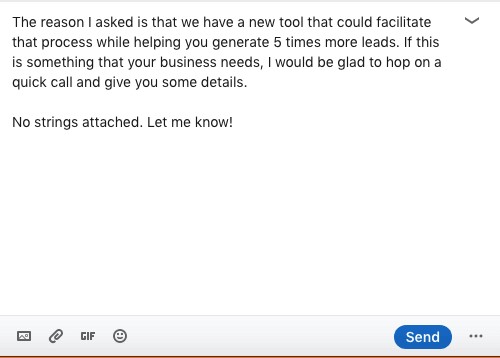 The reason I asked is that we have a new tool that could facilitate
that process while helping you generate 5 times more leads. If this
is something that your business needs, I would be glad to hop on a
quick call and give you some details.
No strings attached. Let me know!
GIF
Send